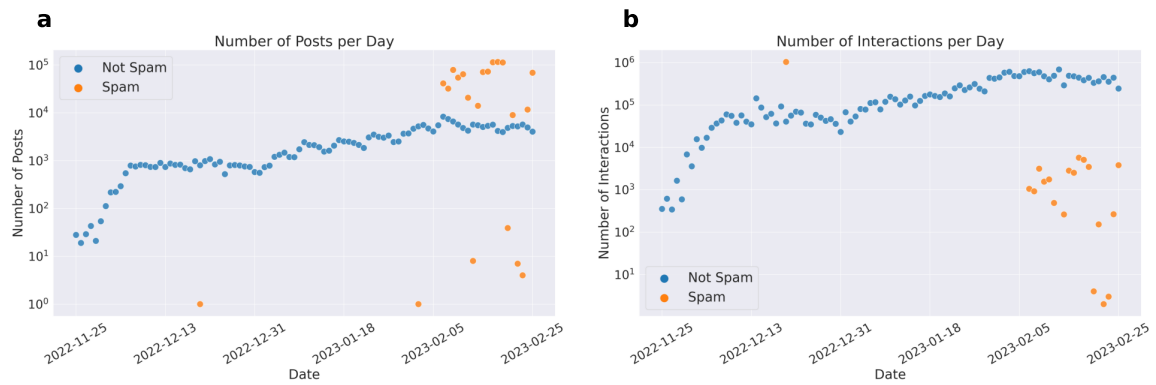 a
Number of Posts per Day
Not Spam
Spam
Number of Posts
10^5
10^4
10^3
10^2
10^1
10^0
2022-11-25
2022-12-13
2022-12-31
2023-01-18
2023-02-05
2023-02-25
Date
b
Number of Interactions per Day
Number of Interactions
10^6
10^5
10^4
10^3
10^2
10^1
Not Spam
Spam
2022-11-25
2022-12-13
2022-12-31
2023-01-18
2023-02-05
2023-02-25
Date